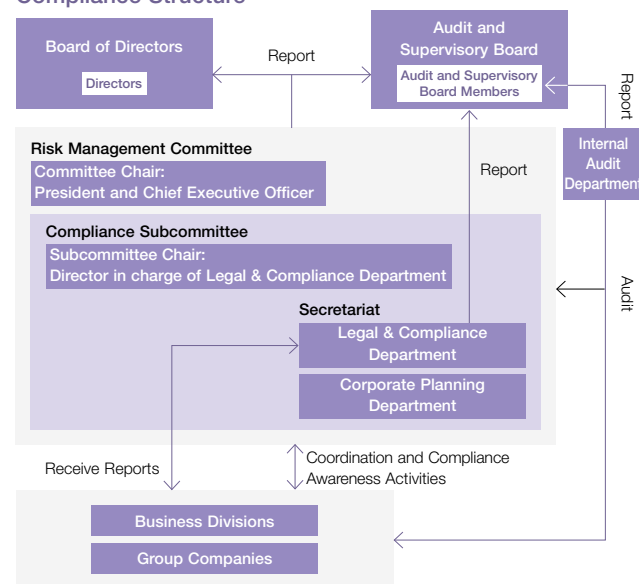 Compliance Structure
Board of Directors
Directors
Report
Audit and
Supervisory Board
Audit and Supervisory
Board Members
Report
Internal
Audit
Department
Risk Management Committee
Committee Chair:
President and Chief Executive Officer
Report
Compliance Subcommittee
Subcommittee Chair:
Director in charge of Legal & Compliance Department
Audit
Secretariat
Legal & Compliance
Department
Corporate Planning
Department
Receive Reports
Coordination and Compliance
Awareness Activities
Business Divisions
Group Companies